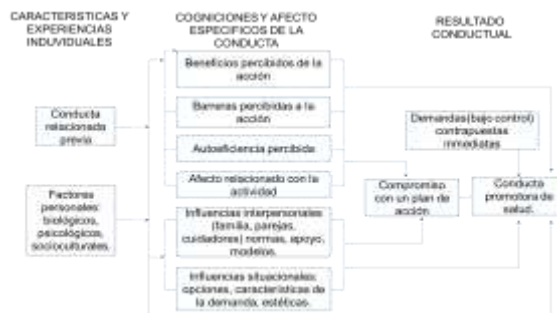 CARACTERISTICAS Y
EXPERIENCIAS
INDUVIDUALES
COGNICIONES Y AFECTO
ESPECIFICOS DE LA
CONDUCTA
RESULTADO
CONDUCTUAL
Beneficios percibidos de la
acción
Barreras percibidas a la
acción
Autoeficiencia percibida
Afecto relacionado con la
actividad
Influencias interpersonales
(familia, parejas,
cuidadores) normas, apoyo,
modelos.
Influencias situacionales:
opciones, características de
la demanda, estéticas.
Conducta
relacionada
previa
Factores
personales:
biológicos,
psicológicos,
socioculturales.
Demandas(bajo control)
contrapuestas
immediatas
Compromiso
con un plan de
acción
Conducta
promotora de
salud.